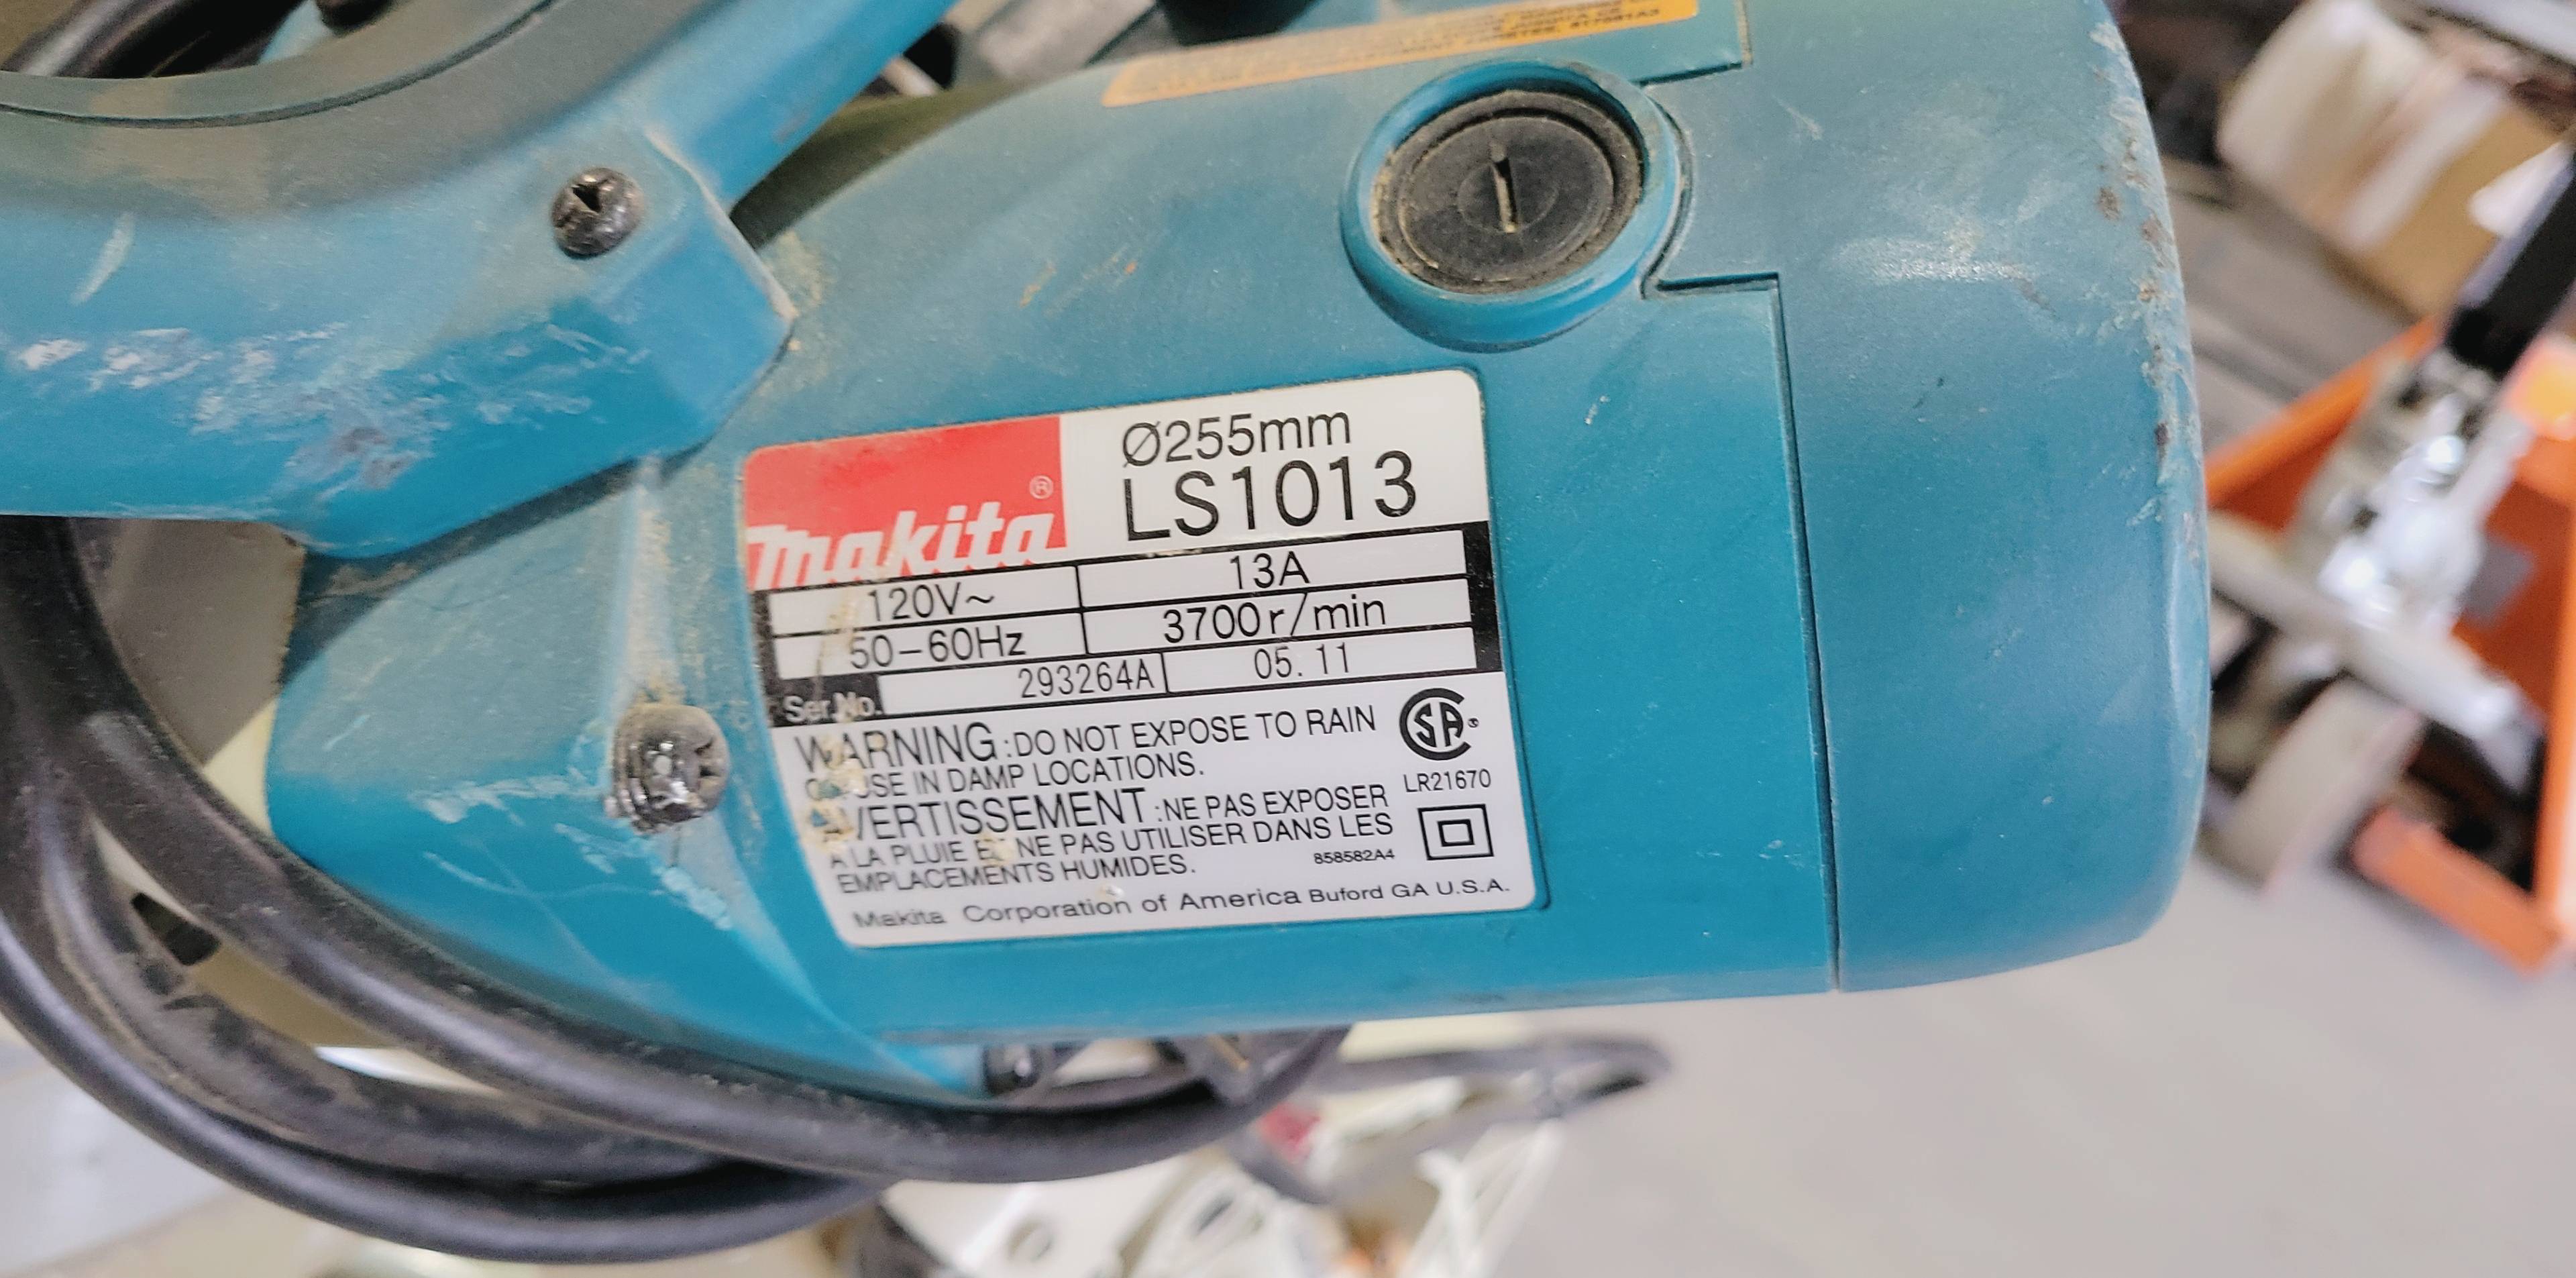 Ø255mm
makita®
LS1013
120V~ 13A
50-60Hz 3700r/min
Ser.No. 293264A 05. 11
WARNING:DO NOT EXPOSE TO RAIN
USE IN DAMP LOCATIONS.
AVERTISSEMENT:NE PAS EXPOSER
A LA PLUIE ET NE PAS UTILISER DANS LES
EMPLACEMENTS HUMIDES.
858582A4
SA®
LR21670
Makita Corporation of America Buford GA U.S.A.